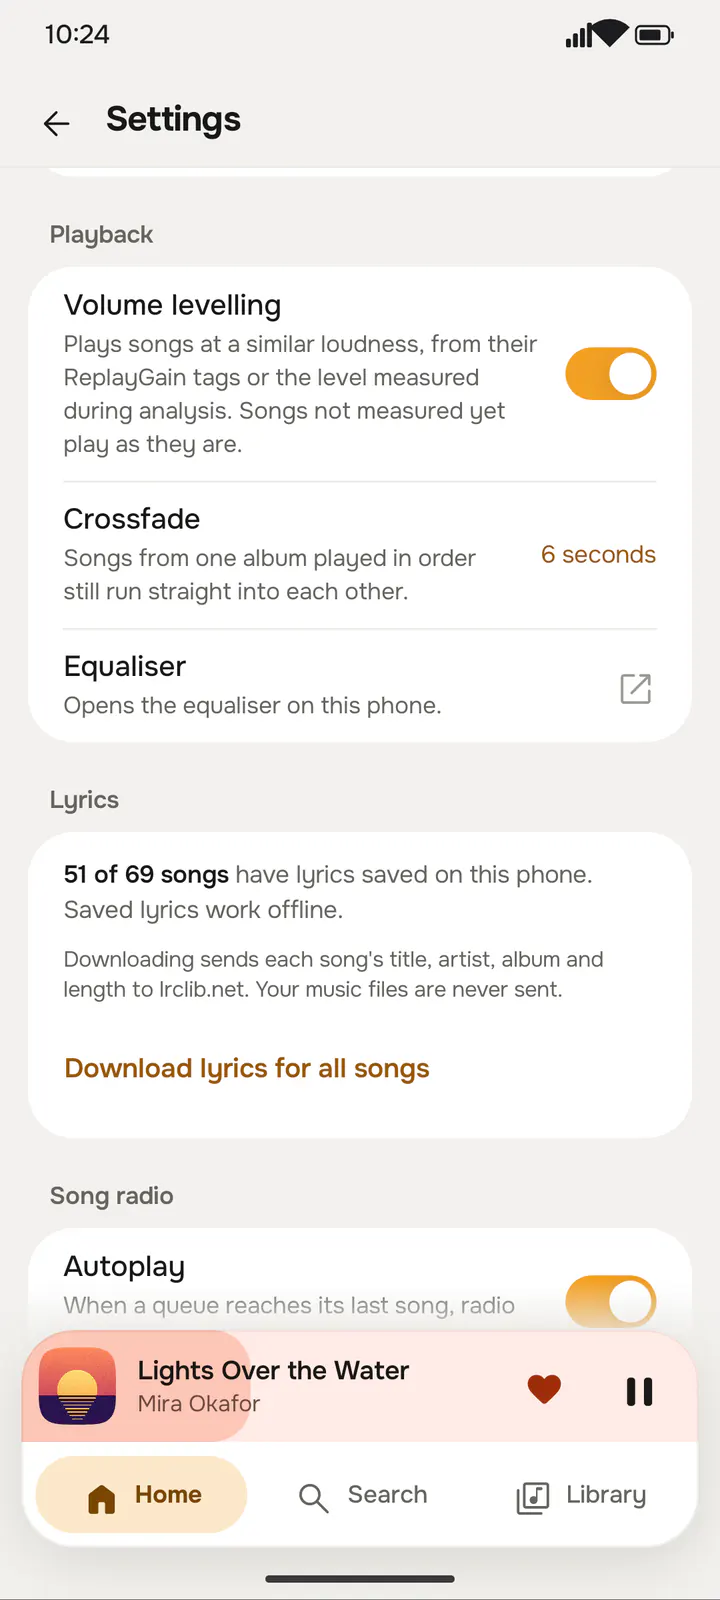 10:24
Settings
Playback
Volume levelling
Plays songs at a similar loudness, from their
ReplayGain tags or the level measured
during analysis. Songs not measured yet
play as they are.
Crossfade
Songs from one album played in order
still run straight into each other.
6 seconds
Equaliser
Opens the equaliser on this phone.
Lyrics
51 of 69 songs have lyrics saved on this phone.
Saved lyrics work offline.
Downloading sends each song's title, artist, album and
length to lrclib.net. Your music files are never sent.
Download lyrics for all songs
Song radio
Autoplay
When a queue reaches its last song, radio
Lights Over the Water
Mira Okafor
Home
Search
Library